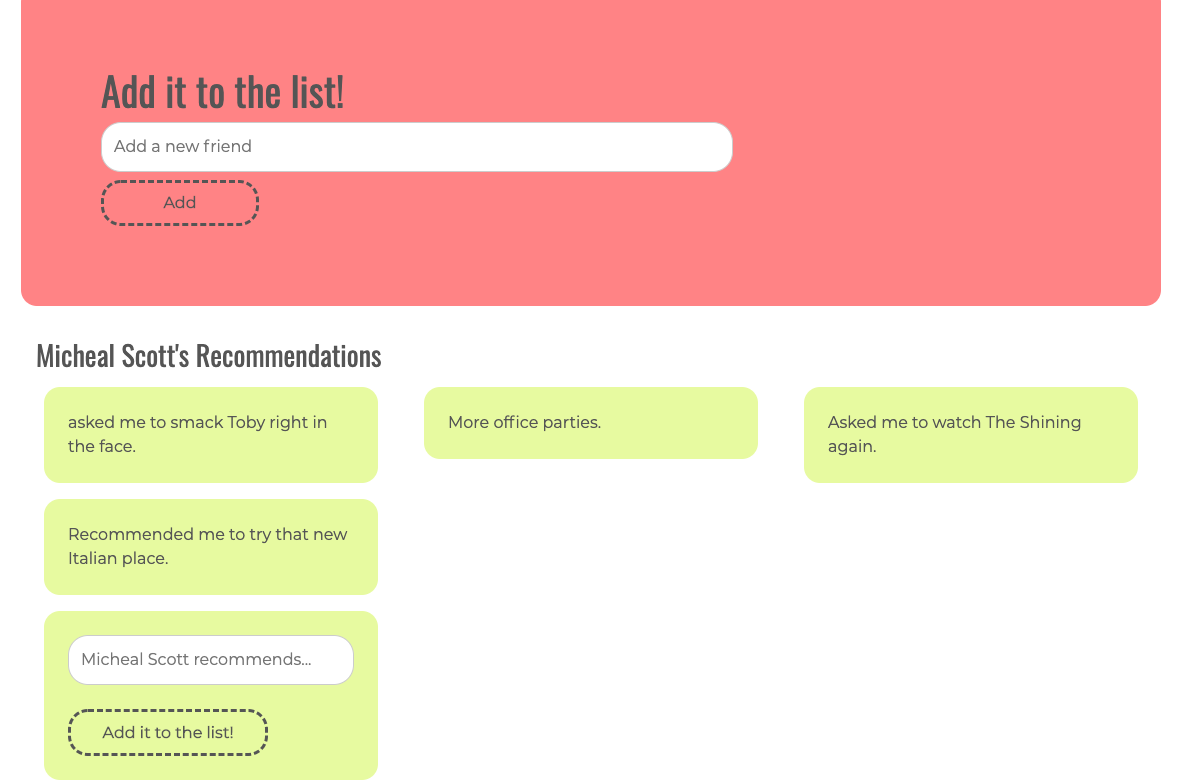 Add it to the list!
Add a new friend
Add
Micheal Scott's Recommendations
asked me to smack Toby right in
the face.
More office parties.
Asked me to watch The Shining
again.
Recommended me to try that new
Italian place.
Micheal Scott recommends...
Add it to the list!